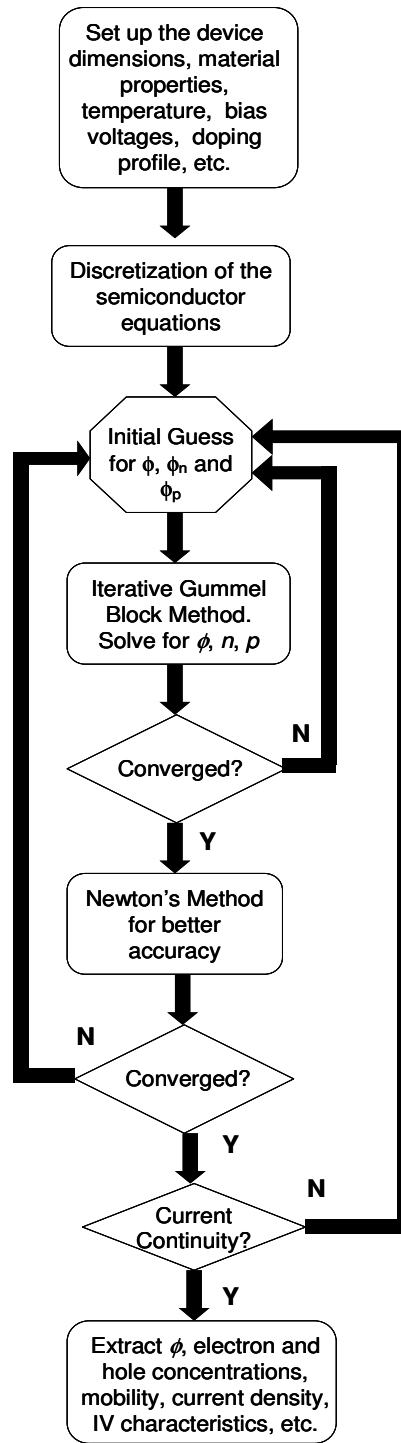 Set up the device
dimensions, material
properties,
temperature, bias
voltages, doping
profile, etc.
Discretization of the
semiconductor
equations
Initial Guess
for ϕ, ϕn and
ϕp
Iterative Gummel
Block Method.
Solve for ϕ, n, p
N
Converged?
Y
Newton's Method
for better
accuracy
N
Converged?
Y
N
Current
Continuity?
Y
Extract ϕ, electron and
hole concentrations,
mobility, current density,
IV characteristics, etc.